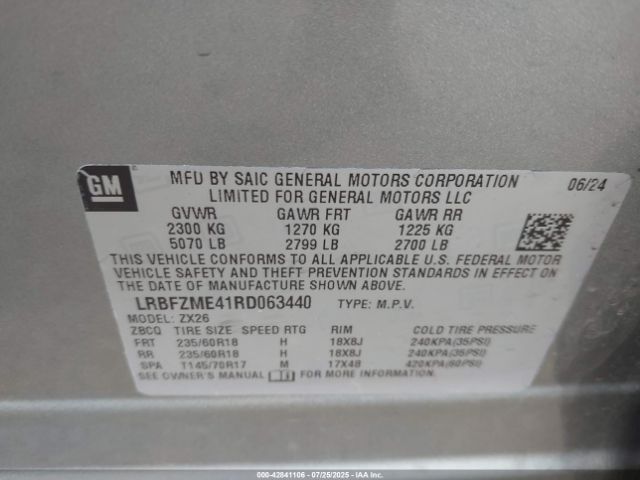 GM
MFD BY SAIC GENERAL MOTORS CORPORATION 06/24
LIMITED FOR GENERAL MOTORS LLC
GVWR GAWR FRT GAWR RR
2300 KG 1270 KG 1225 KG
5070 LB 2799 LB 2700 LB
THIS VEHICLE CONFORMS TO ALL APPLICABLE U.S. FEDERAL MOTOR
VEHICLE SAFETY AND THEFT PREVENTION STANDARDS IN EFFECT ON
THE DATE OF MANUFACTURE SHOWN ABOVE.
LRBFZME41RD063440 TYPE: M.P.V.
MODEL: ZX26
ZBCQ TIRE SIZE SPEED RTG RIM COLD TIRE PRESSURE
FRT 235/60R18 H 18X8J 240KPA(35PSI)
RR 235/60R18 H 18X8J 240KPA(35PSI)
SPA T145/70R17 M 17X4B 420KPA(60PSI)
SEE OWNER'S MANUAL FOR MORE INFORMATION.
000-42841106 - 07/25/2025 - IAAI, Inc.